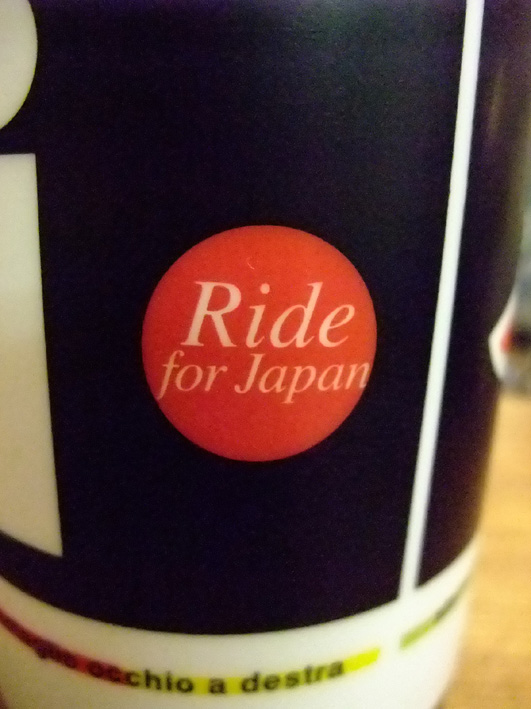 i
Ride
for Japan
occhio a destra